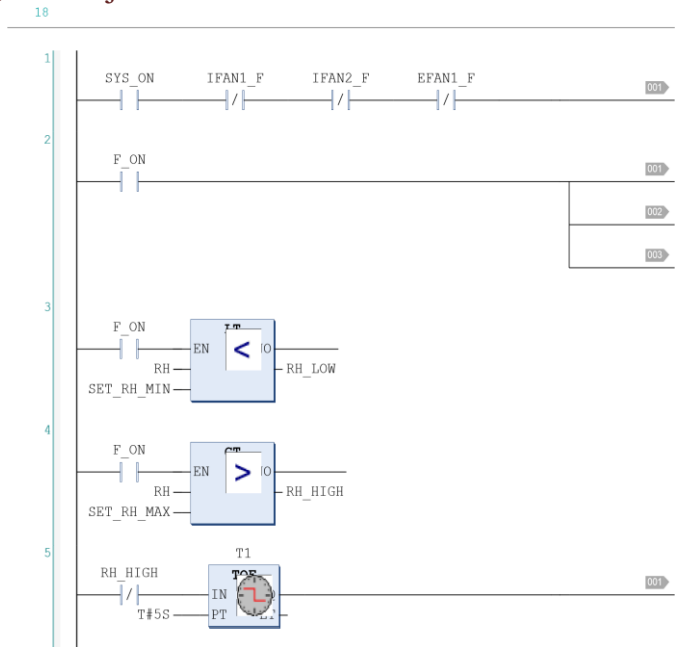 18
1
SYS_ON IFAN1_F IFAN2_F EFAN1_F
/ / /
001
2
F_ON
001
002
003
3
F_ON
EN <
RH RH_LOW
SET_RH_MIN
4
F_ON
EN >
RH RH_HIGH
SET_RH_MAX
5
T1
RH_HIGH
/ IN
001
T#5S PT